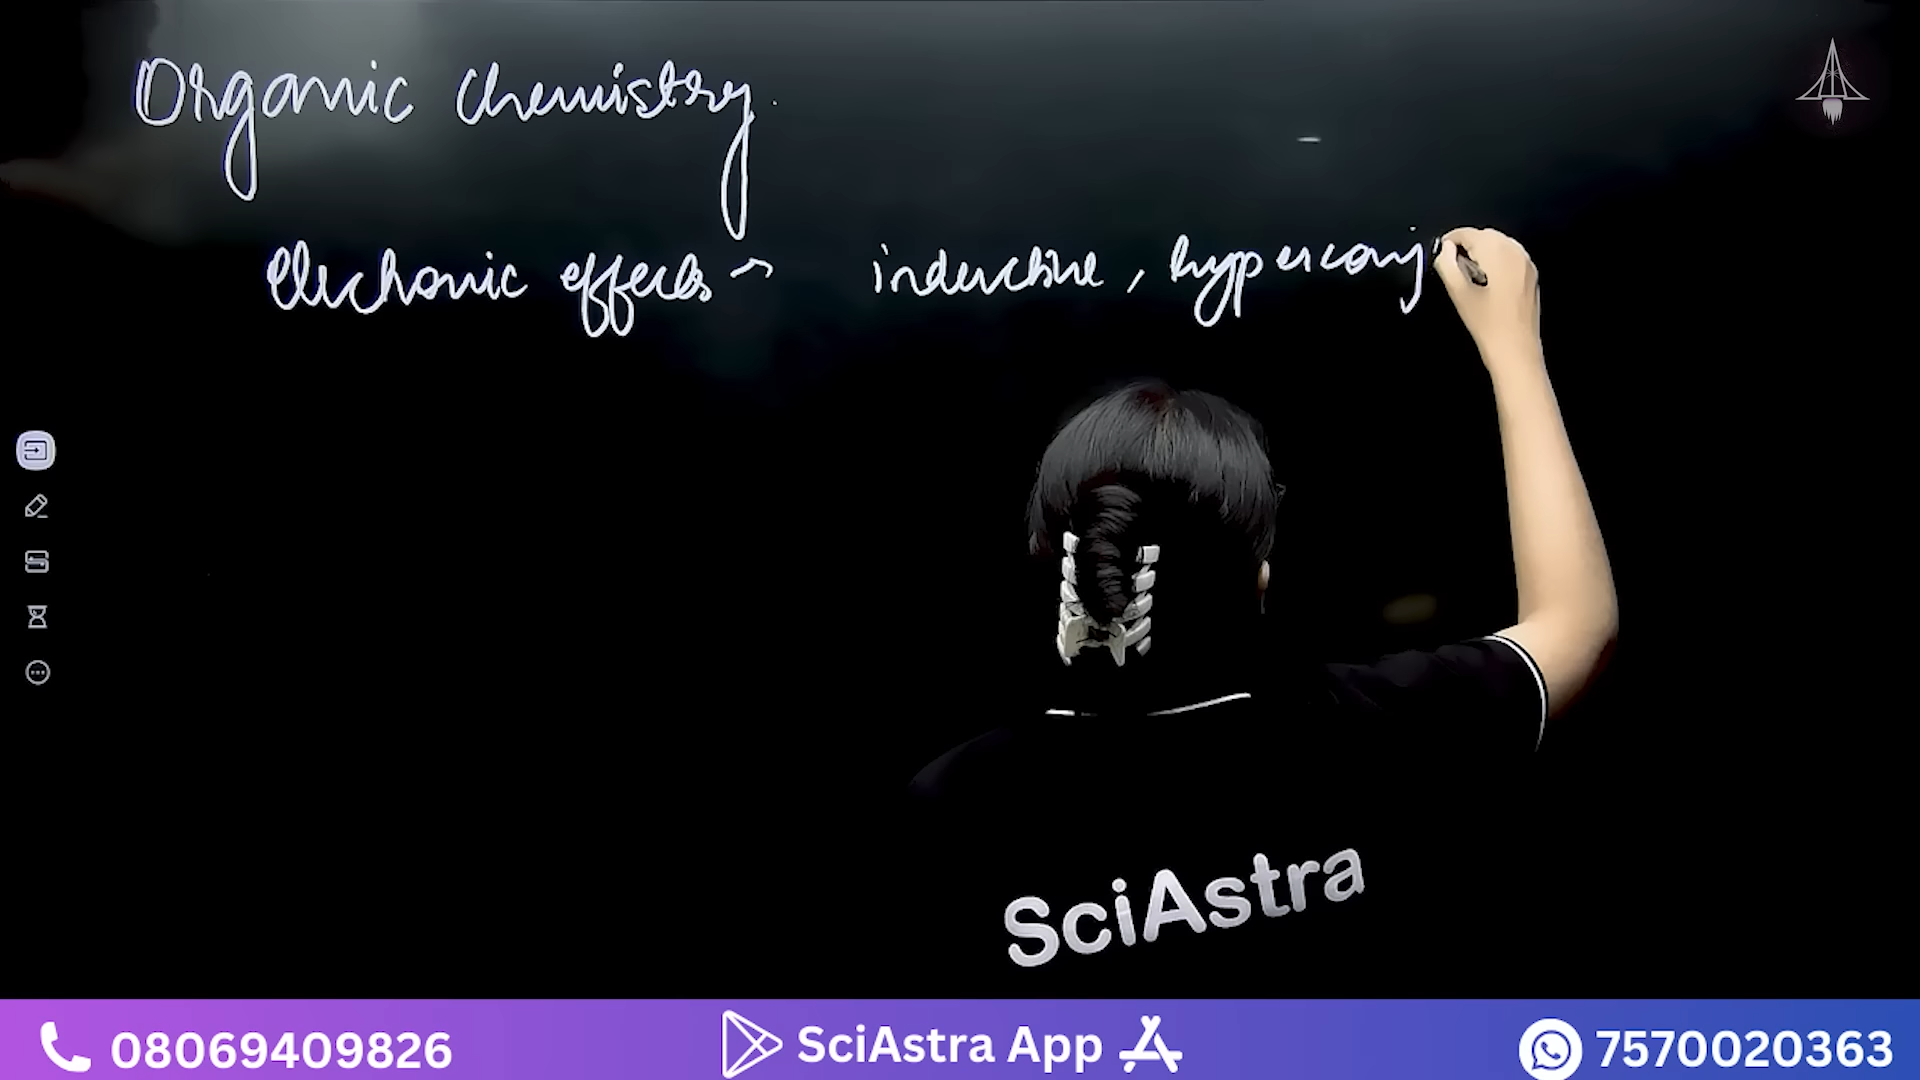 Organic Chemistry.
Electronic effects → inductive, hyperconj
SciAstra
08069409826 SciAstra App 7570020363